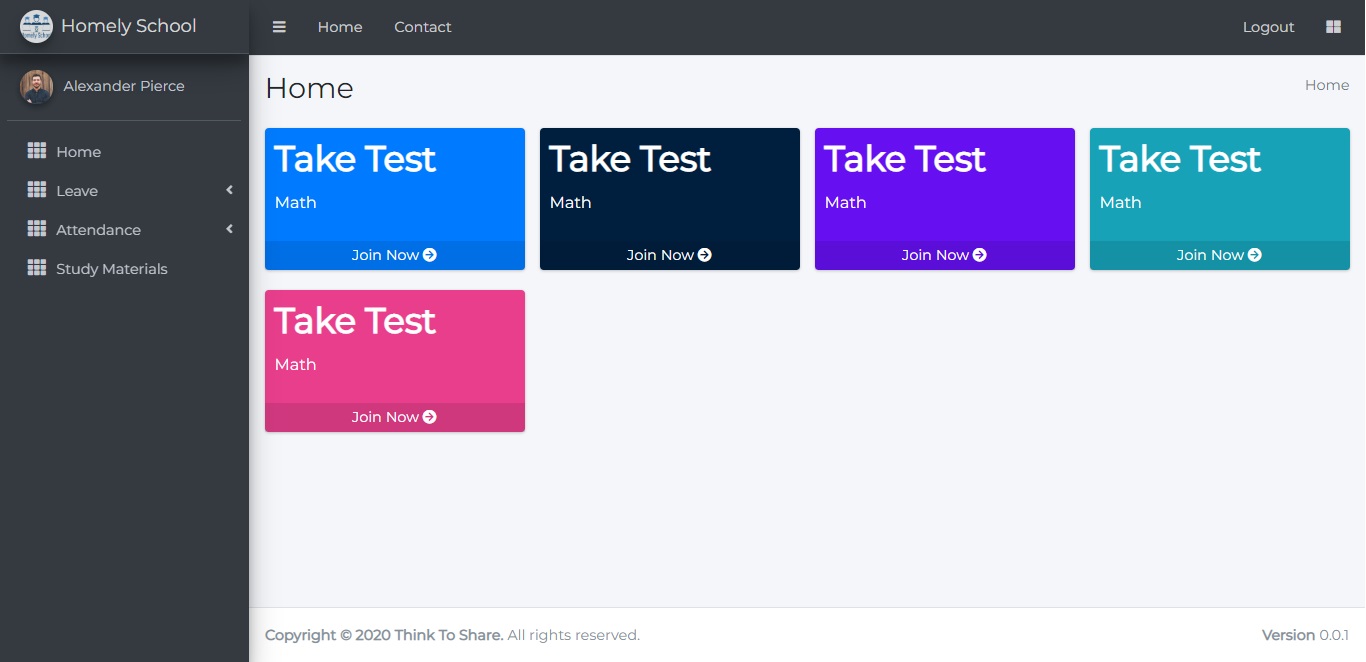 Homely School
Home
Contact
Logout
Alexander Pierce
Home
Leave
Attendance
Study Materials
Home
Home
Take Test
Math
Join Now
Take Test
Math
Join Now
Take Test
Math
Join Now
Take Test
Math
Join Now
Take Test
Math
Join Now
Copyright © 2020 Think To Share. All rights reserved.
Version 0.0.1